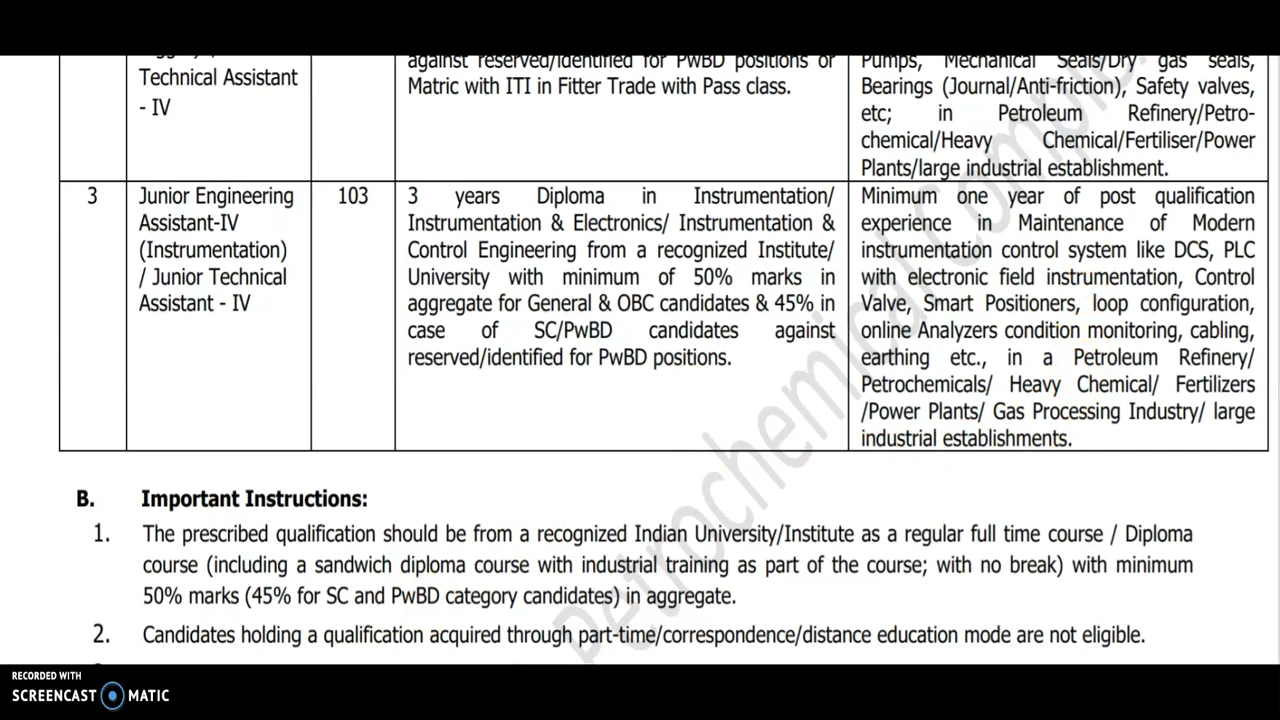 Technical Assistant
- IV
against reserved/identified for PwBD positions or
Matric with ITI in Fitter Trade with Pass class.
Pumps, Mechanical Seals/Dry gas seals,
Bearings (Journal/Anti-friction), Safety valves,
etc; in Petroleum Refinery/Petro-
chemical/Heavy Chemical/Fertiliser/Power
Plants/large industrial establishment.
3
Junior Engineering
Assistant-IV
(Instrumentation)
/ Junior Technical
Assistant - IV
103
3 years Diploma in Instrumentation/
Instrumentation & Electronics/ Instrumentation &
Control Engineering from a recognized Institute/
University with minimum of 50% marks in
aggregate for General & OBC candidates & 45% in
case of SC/PwBD candidates against
reserved/identified for PwBD positions.
Minimum one year of post qualification
experience in Maintenance of Modern
instrumentation control system like DCS, PLC
with electronic field instrumentation, Control
Valve, Smart Positioners, loop configuration,
online Analyzers condition monitoring, cabling,
earthing etc., in a Petroleum Refinery/
Petrochemicals/ Heavy Chemical/ Fertilizers
/Power Plants/ Gas Processing Industry/ large
industrial establishments.
B. Important Instructions:
1. The prescribed qualification should be from a recognized Indian University/Institute as a regular full time course / Diploma
course (including a sandwich diploma course with industrial training as part of the course; with no break) with minimum
50% marks (45% for SC and PwBD category candidates) in aggregate.
2. Candidates holding a qualification acquired through part-time/correspondence/distance education mode are not eligible.
Petrochemical
RECORDED WITH
SCREENCAST MATIC